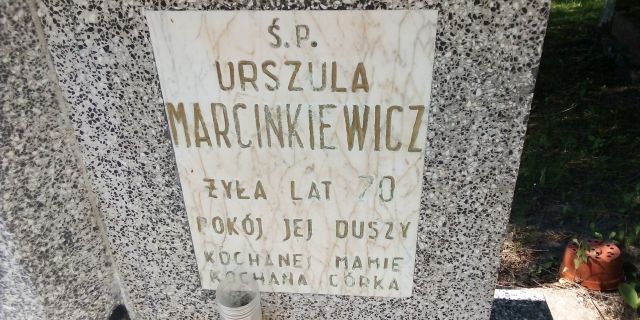 Ś.P.
URSZULA
MARCINKIEWICZ
ŻYŁA LAT 70
POKÓJ JEJ DUSZY
KOCHANEJ MAMIE
KOCHANA CÓRKA